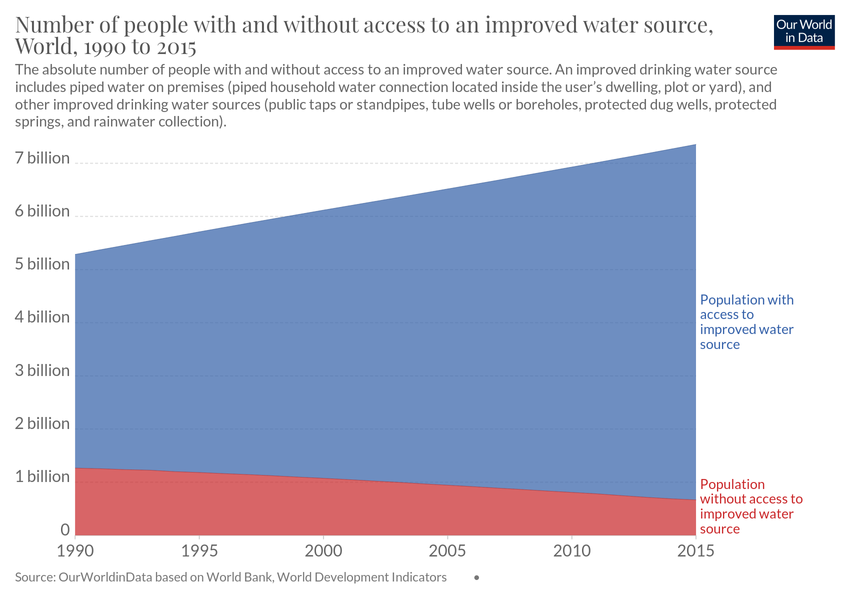 Number of people with and without access to an improved water source,
World, 1990 to 2015
Our World
in Data
The absolute number of people with and without access to an improved water source. An improved drinking water source
includes piped water on premises (piped household water connection located inside the user's dwelling, plot or yard), and
other improved drinking water sources (public taps or standpipes, tube wells or boreholes, protected dug wells, protected
springs, and rainwater collection).
7 billion
6 billion
5 billion
4 billion
3 billion
2 billion
1 billion
0
Population with
access to
improved water
source
Population
without access to
improved water
source
1990
1995
2000
2005
2010
2015
Source: OurWorldinData based on World Bank, World Development Indicators •